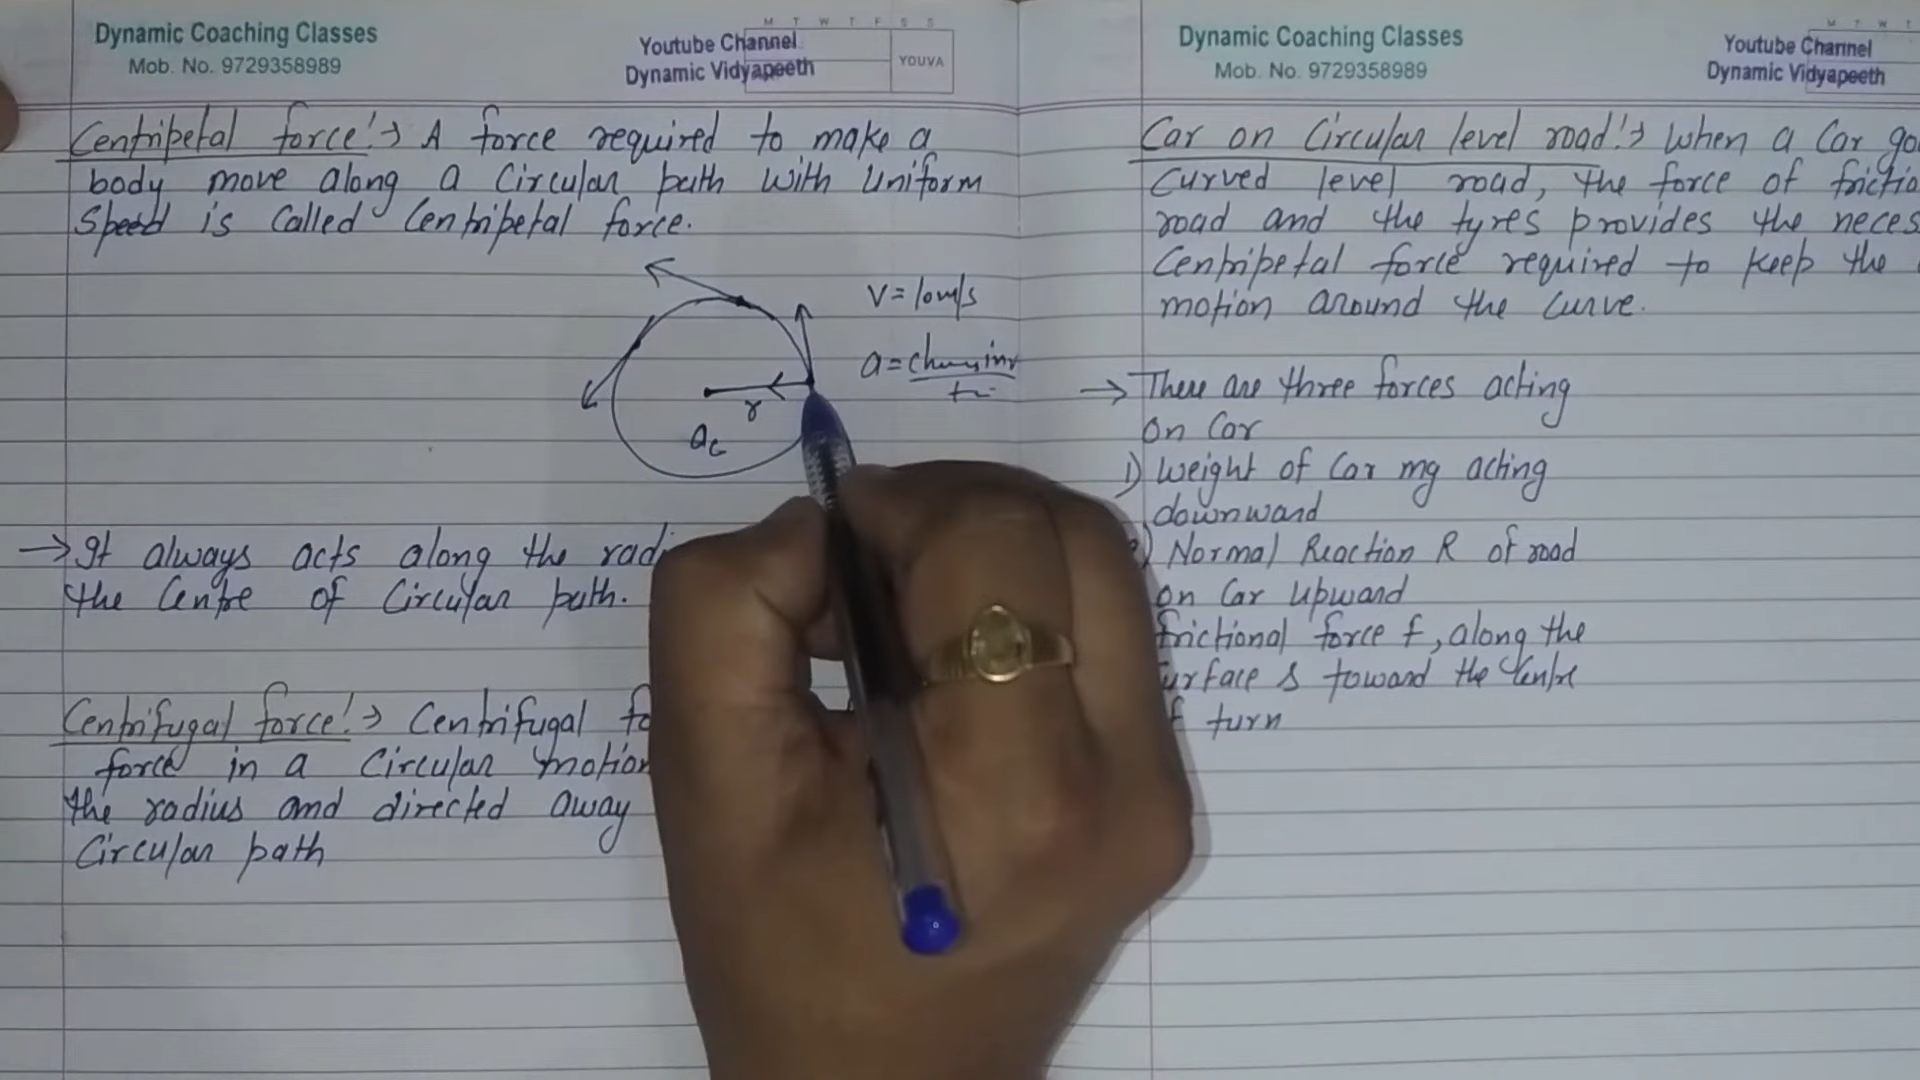 Dynamic Coaching Classes
Mob. No. 9729358989
M T W T F S S
Youtube Channel
Dynamic Vidyapeeth
YOUVA
Centripetal force:→ A force required to make a
body move along a Circular path with Uniform
Speed is Called Centripetal force.
V = 10m/s
a =
r
ac
→ It always acts along the radi
the Centre of Circular path.
Centrifugal force:→ Centrifugal fo
force in a Circular motion
the radius and directed away
Circular path
Dynamic Coaching Classes
Mob. No. 9729358989
M T W T
Youtube Channel
Dynamic Vidyapeeth
Car on Circular level road:→ When a Car go
Curved level road, the force of frictio
road and the tyres provides the neces
Centripetal force required to keep the
motion around the Curve.
→ There are three forces acting
on Car
1) Weight of Car mg acting
downward
) Normal Reaction R of road
on Car Upward
frictional force f, along the
urface s toward the Centre
f turn